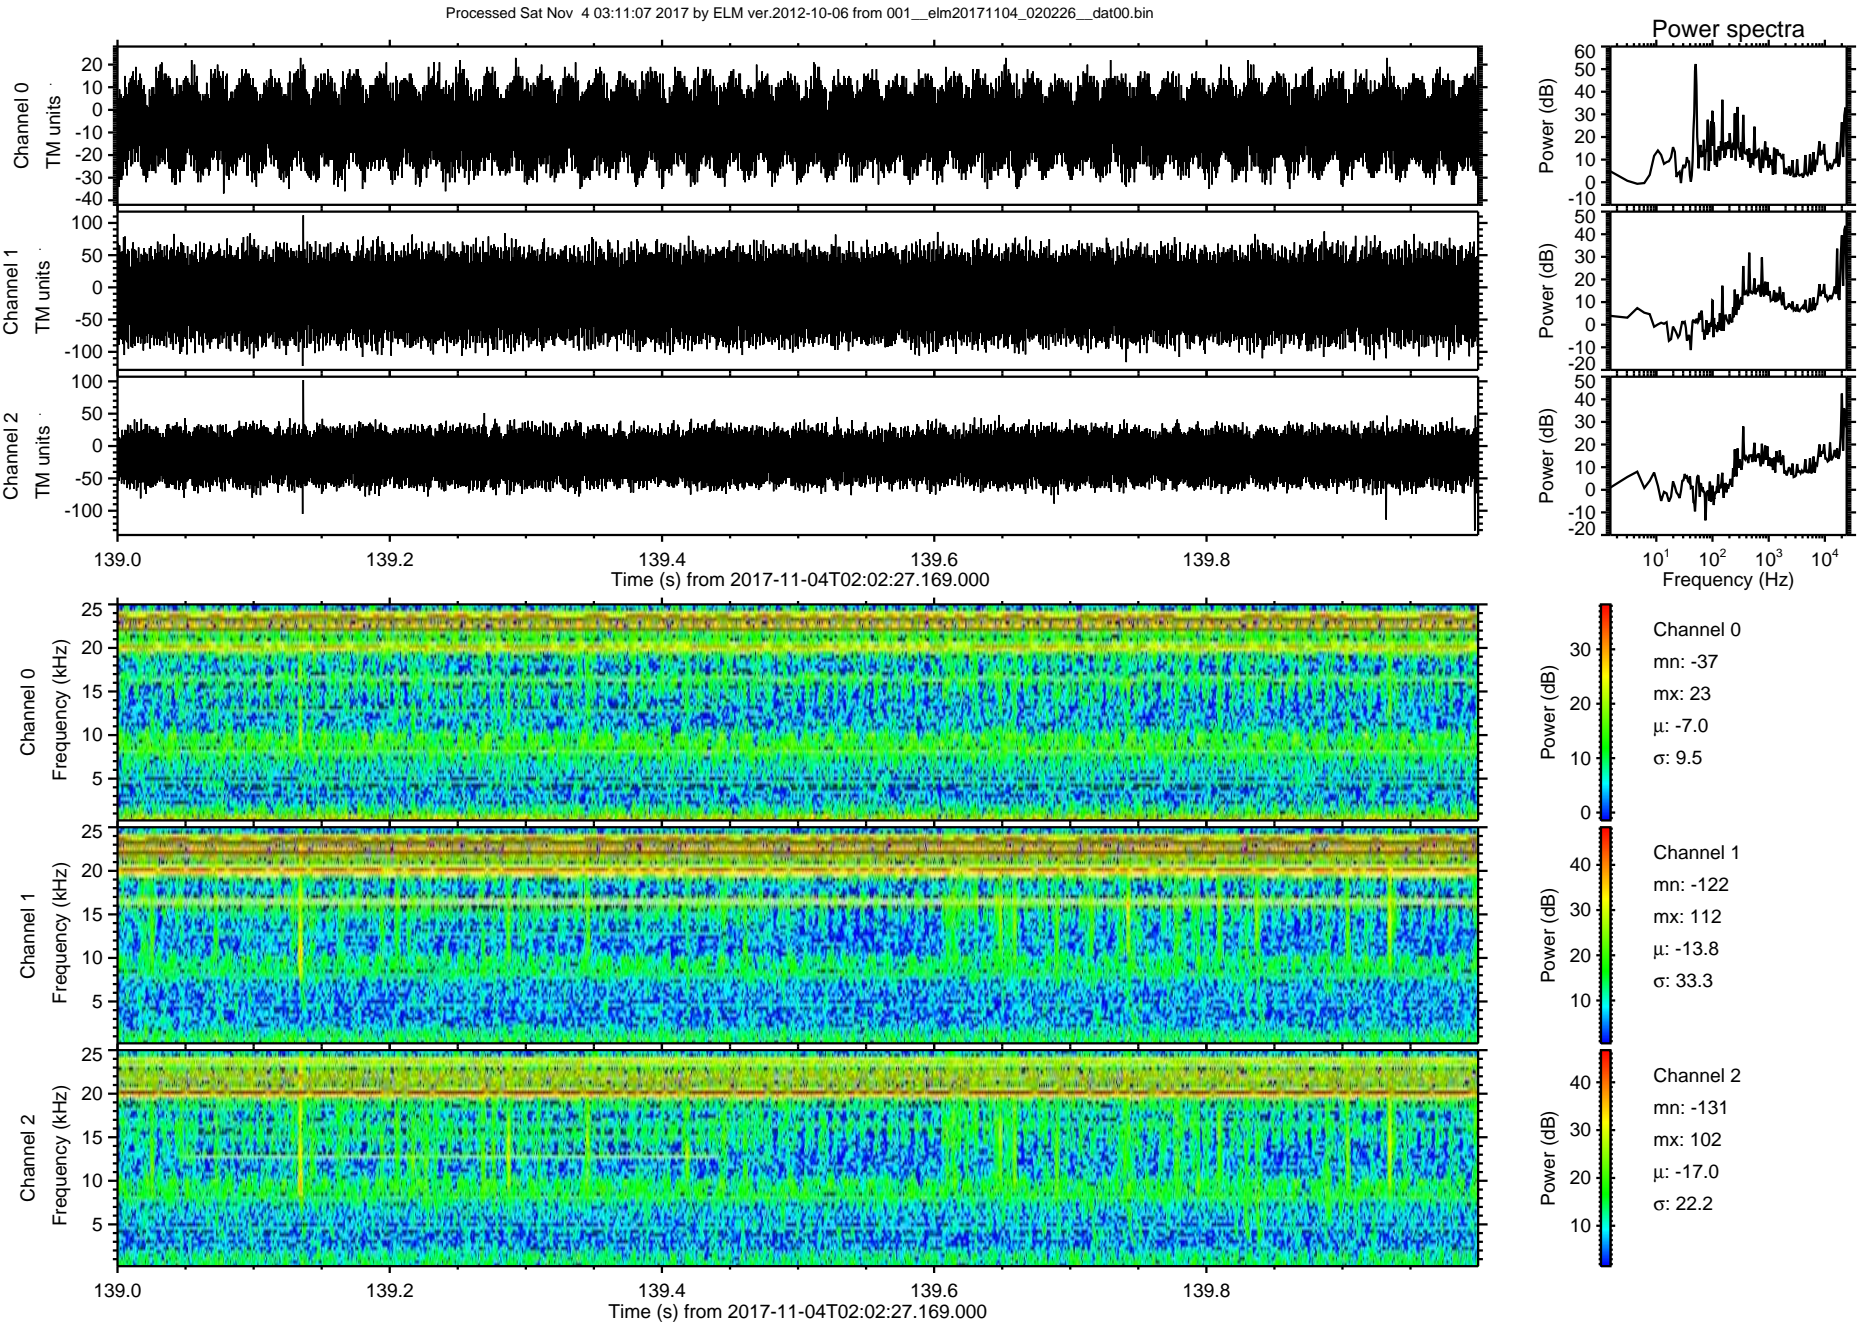 Processed Sat Nov  4 03:11:07 2017 by ELM ver.2012-10-06 from 001__elm20171104_020226__dat00.bin
Power spectra
Channel 0
TM units
20
10
0
-10
-20
-30
-40
Power (dB)
60
50
40
30
20
10
0
-10
Channel 1
TM units
100
50
0
-50
-100
Power (dB)
50
40
30
20
10
0
-10
-20
Channel 2
TM units
100
50
0
-50
-100
Power (dB)
50
40
30
20
10
0
-10
-20
139.0 139.2 139.4 139.6 139.8
Time (s) from 2017-11-04T02:02:27.169.000
10¹ 10² 10³ 10⁴
Frequency (Hz)
Channel 0
Frequency (kHz)
25
20
15
10
5
Power (dB)
30
20
10
0
Channel 0
mn: -37
mx: 23
μ: -7.0
σ: 9.5
Channel 1
Frequency (kHz)
25
20
15
10
5
Power (dB)
40
30
20
10
Channel 1
mn: -122
mx: 112
μ: -13.8
σ: 33.3
Channel 2
Frequency (kHz)
25
20
15
10
5
Power (dB)
40
30
20
10
Channel 2
mn: -131
mx: 102
μ: -17.0
σ: 22.2
139.0 139.2 139.4 139.6 139.8
Time (s) from 2017-11-04T02:02:27.169.000